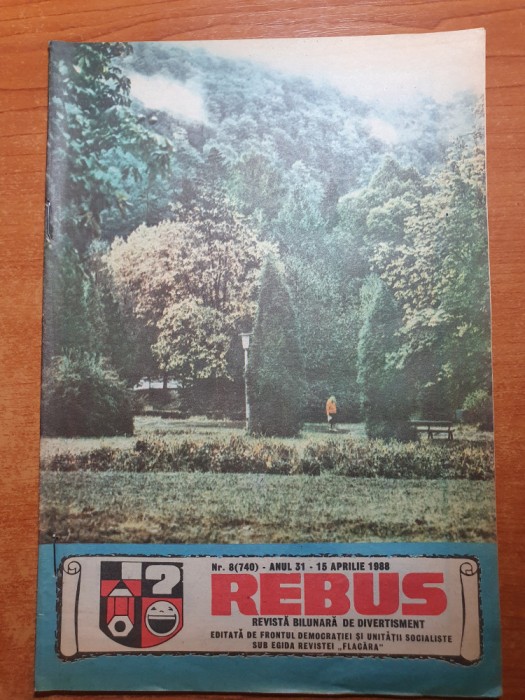 Nr. 8(740) - ANUL 31 - 15 APRILIE 1988
REBUS
REVISTĂ BILUNARĂ DE DIVERTISMENT
EDITATĂ DE FRONTUL DEMOCRAȚIEI ȘI UNITĂȚII SOCIALISTE
SUB EGIDA REVISTEI „FLACĂRA"